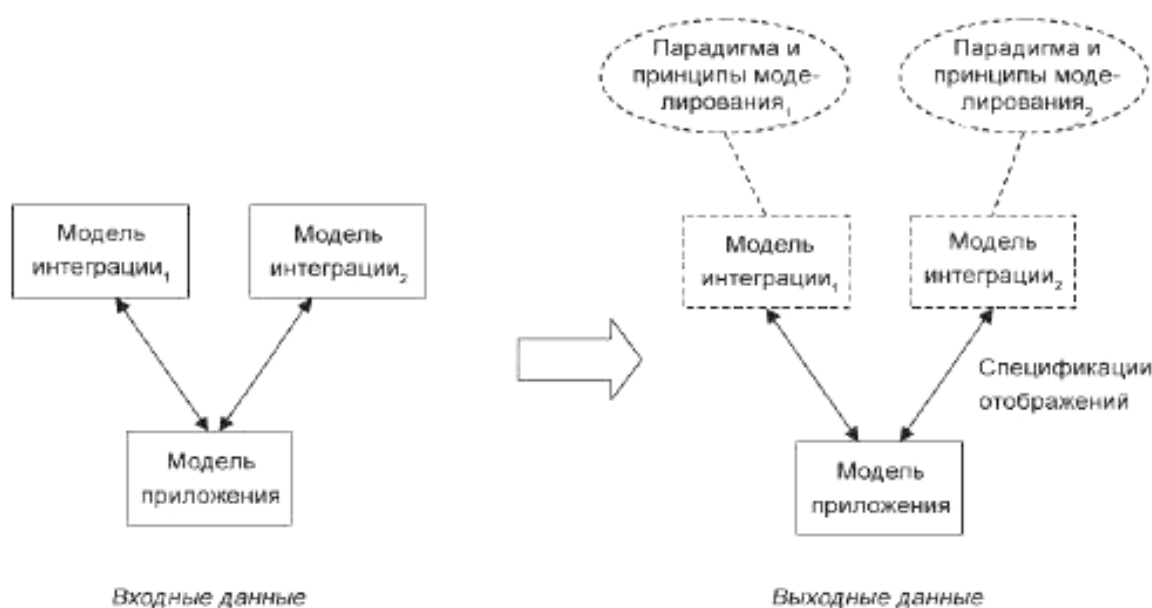 Парадигма и
принципы моде-
лирования1
Парадигма и
принципы моде-
лирования2
Модель
интеграции1
Модель
интеграции2
Модель
интеграции1
Модель
интеграции2
Спецификации
отображений
Модель
приложения
Модель
приложения
Входные данные
Выходные данные